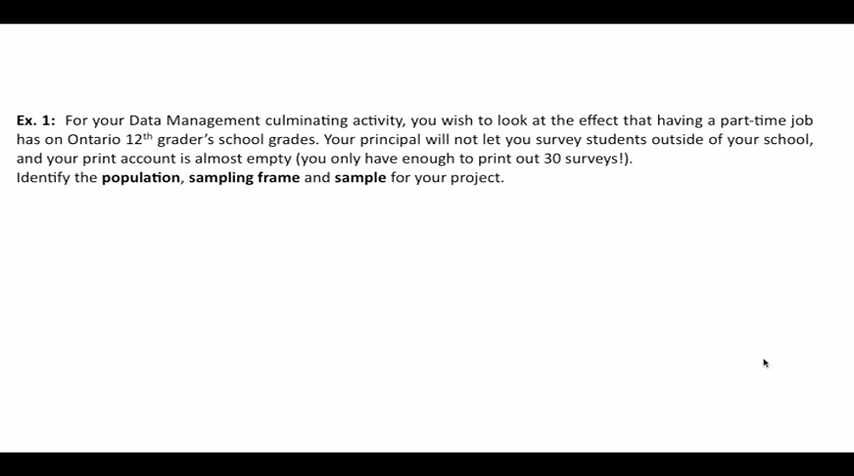 Ex. 1: For your Data Management culminating activity, you wish to look at the effect that having a part-time job
has on Ontario 12th grader's school grades. Your principal will not let you survey students outside of your school,
and your print account is almost empty (you only have enough to print out 30 surveys!).
Identify the population, sampling frame and sample for your project.